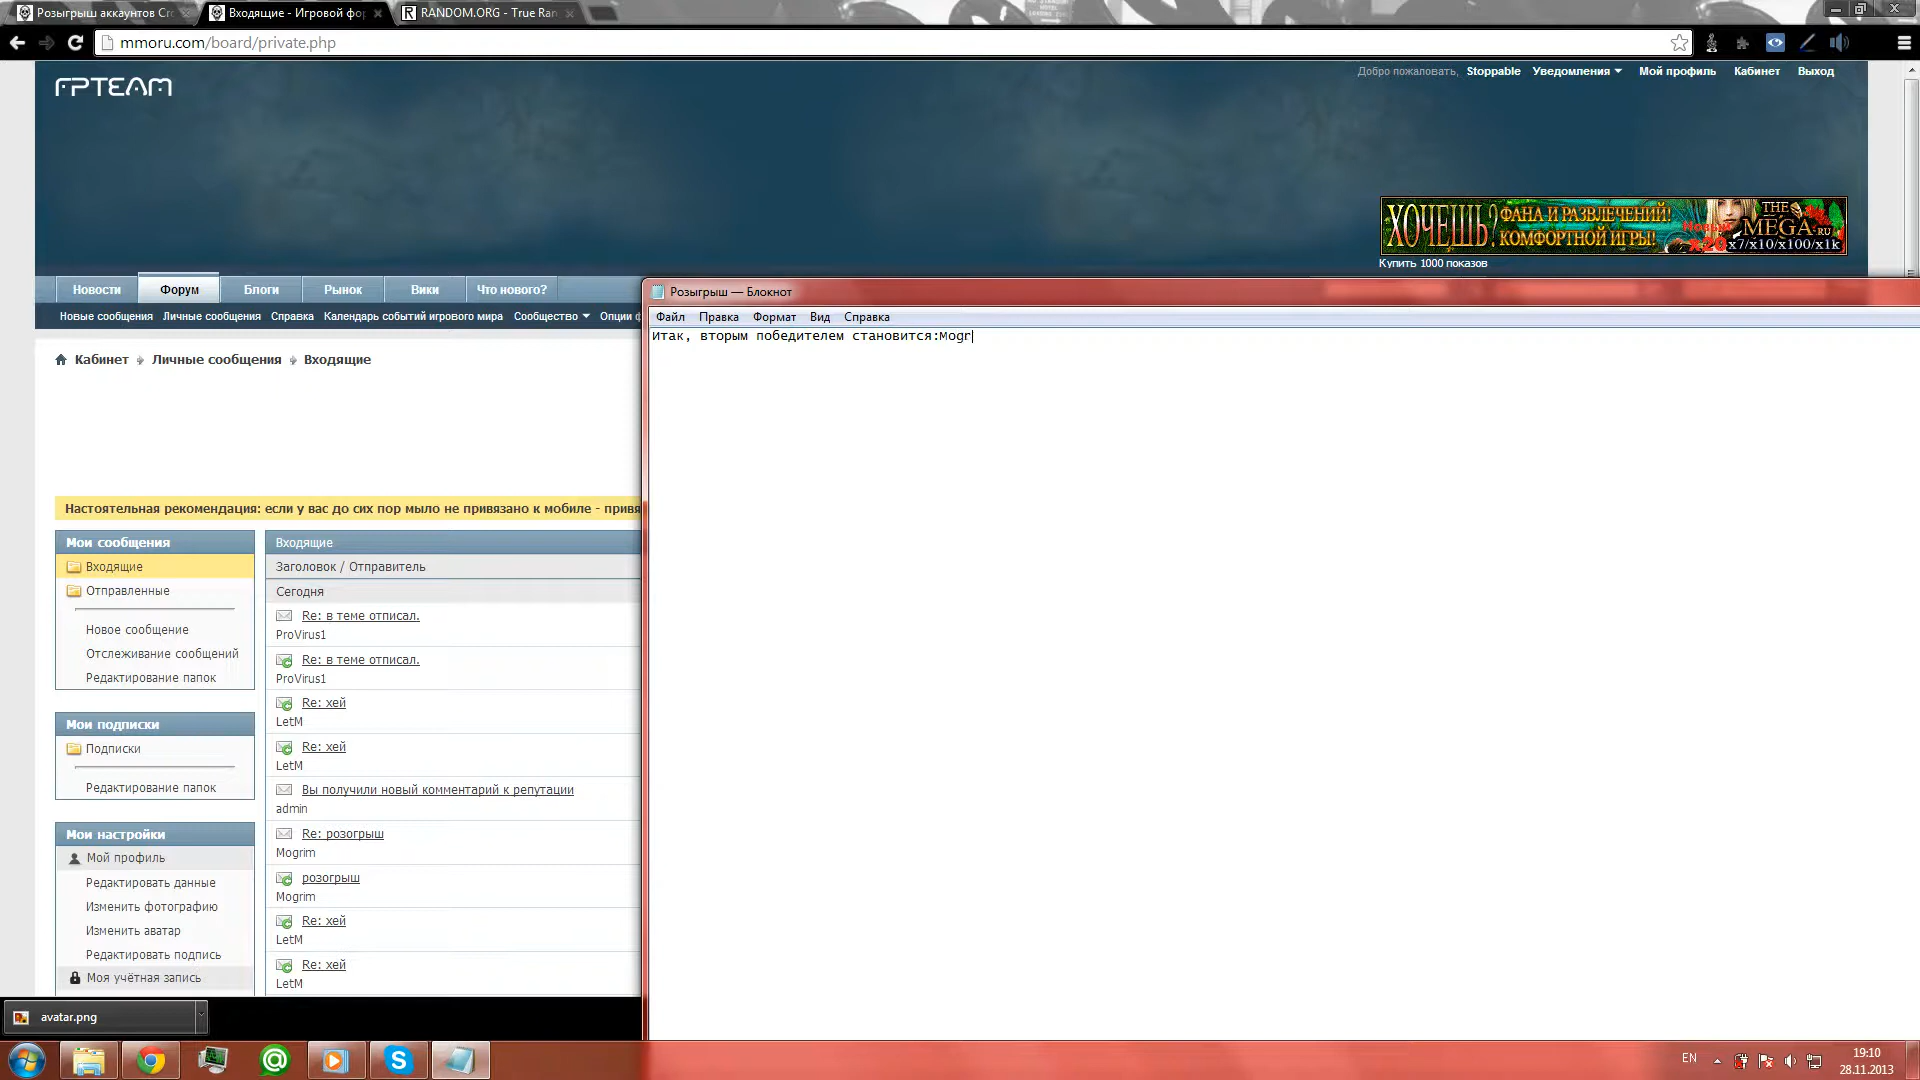 Розыгрыш аккаунтов Cro
Входящие - Игровой фор
RANDOM.ORG - True Ran
mmoru.com/board/private.php
FPTEAM
Добро пожаловать, Stoppable Уведомления Мой профиль Кабинет Выход
ХОЧЕШЬ? ФАНА И РАЗВЛЕЧЕНИЙ! КОМФОРТНОЙ ИГРЫ! THE MEGA.RU
x20 x7/x10/x100/x1k
Купить 1000 показов
Новости Форум Блоги Рынок Вики Что нового?
Новые сообщения Личные сообщения Справка Календарь событий игрового мира Сообщество Опции ф
Розыгрыш — Блокнот
Файл Правка Формат Вид Справка
Итак, вторым победителем становится:Mogr
Кабинет Личные сообщения Входящие
Настоятельная рекомендация: если у вас до сих пор мыло не привязано к мобиле - привя
Мои сообщения
Входящие
Отправленные
Новое сообщение
Отслеживание сообщений
Редактирование папок
Мои подписки
Подписки
Редактирование папок
Мои настройки
Мой профиль
Редактировать данные
Изменить фотографию
Изменить аватар
Редактировать подпись
Моя учётная запись
Входящие
Заголовок / Отправитель
Сегодня
Re: в теме отписал.
ProVirus1
Re: в теме отписал.
ProVirus1
Re: хей
LetM
Re: хей
LetM
Вы получили новый комментарий к репутации
admin
Re: розогрыш
Mogrim
розогрыш
Mogrim
Re: хей
LetM
Re: хей
LetM
avatar.png
EN
19:10
28.11.2013